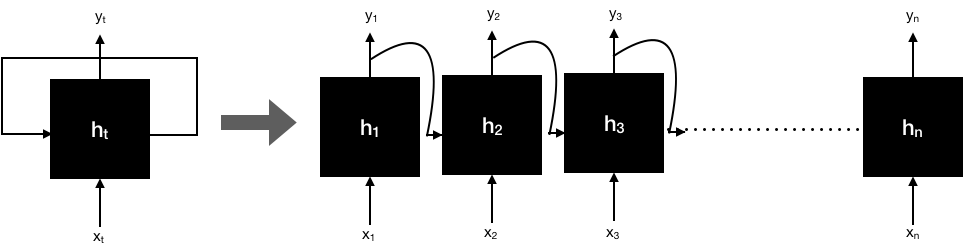 yₜ
hₜ
xₜ
y₁
y₂
y₃
yₙ
h₁
h₂
h₃
hₙ
x₁
x₂
x₃
xₙ